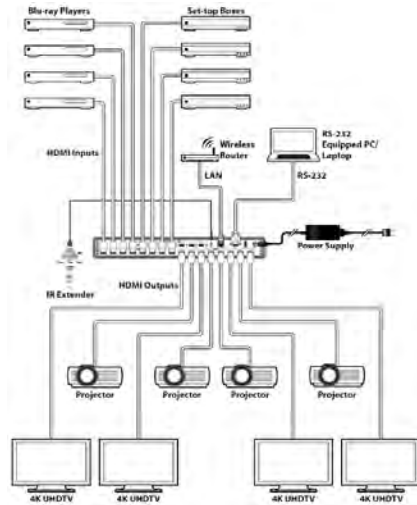 Blu-ray Players
Set-top Boxes
HDMI Inputs
Wireless
Router
RS-232
Equipped PC/
Laptop
LAN
RS-232
Power Supply
IR Extender
HDMI Outputs
Projector
Projector
Projector
Projector
4K UHDTV
4K UHDTV
4K UHDTV
4K UHDTV